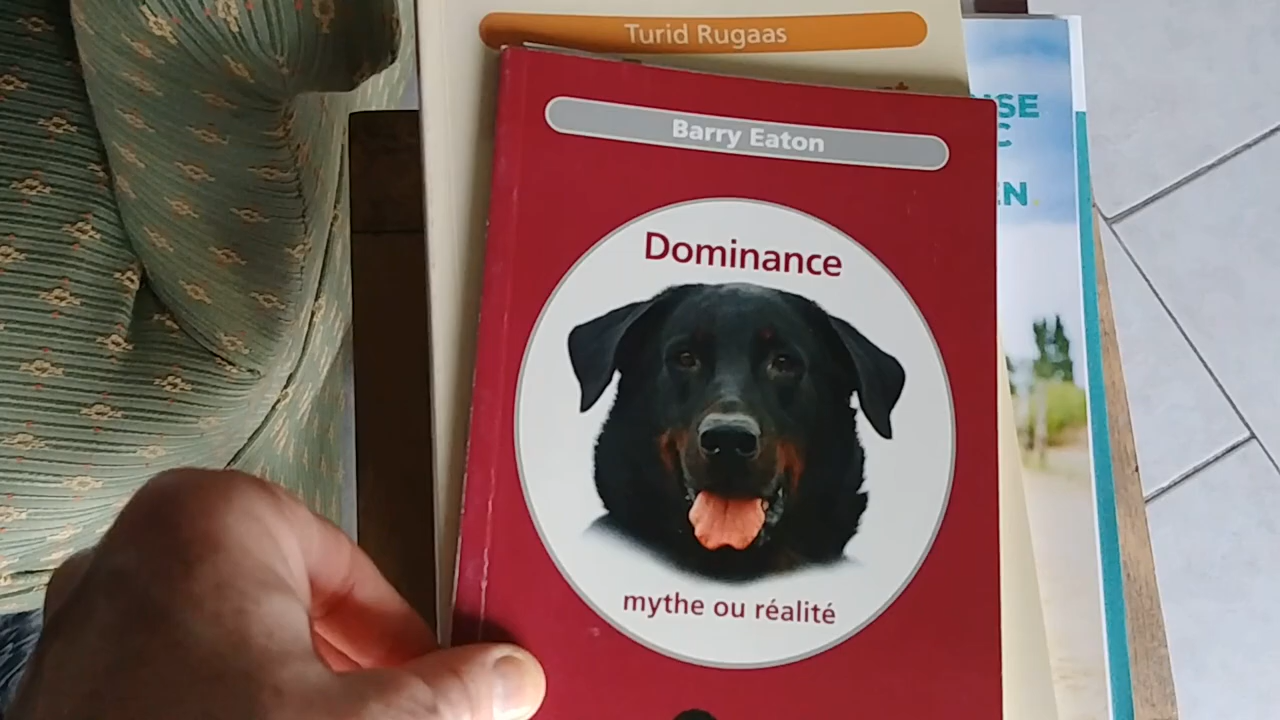 Turid Rugaas
Barry Eaton
Dominance
mythe ou réalité